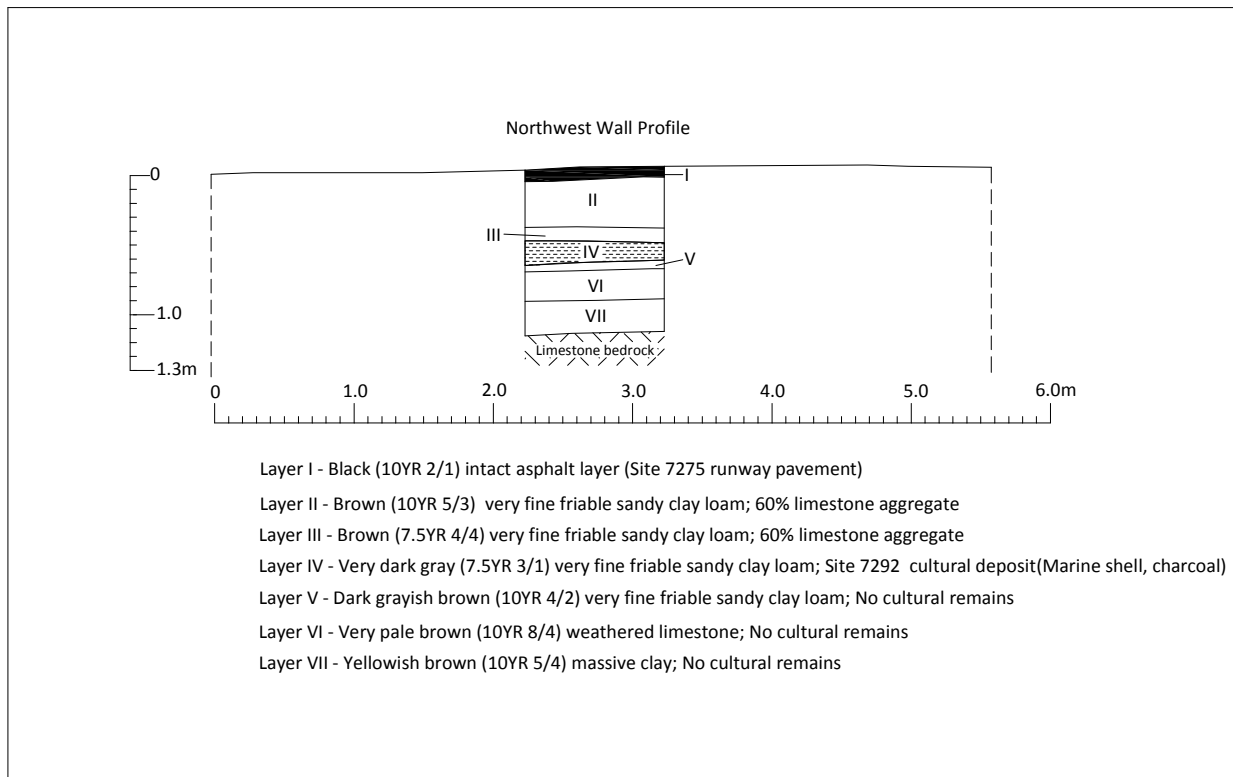 Northwest Wall Profile
0
I
II
III
IV
V
VI
1.0
VII
Limestone bedrock
1.3m
0 1.0 2.0 3.0 4.0 5.0 6.0m
Layer I - Black (10YR 2/1) intact asphalt layer (Site 7275 runway pavement)
Layer II - Brown (10YR 5/3) very fine friable sandy clay loam; 60% limestone aggregate
Layer III - Brown (7.5YR 4/4) very fine friable sandy clay loam; 60% limestone aggregate
Layer IV - Very dark gray (7.5YR 3/1) very fine friable sandy clay loam; Site 7292 cultural deposit(Marine shell, charcoal)
Layer V - Dark grayish brown (10YR 4/2) very fine friable sandy clay loam; No cultural remains
Layer VI - Very pale brown (10YR 8/4) weathered limestone; No cultural remains
Layer VII - Yellowish brown (10YR 5/4) massive clay; No cultural remains